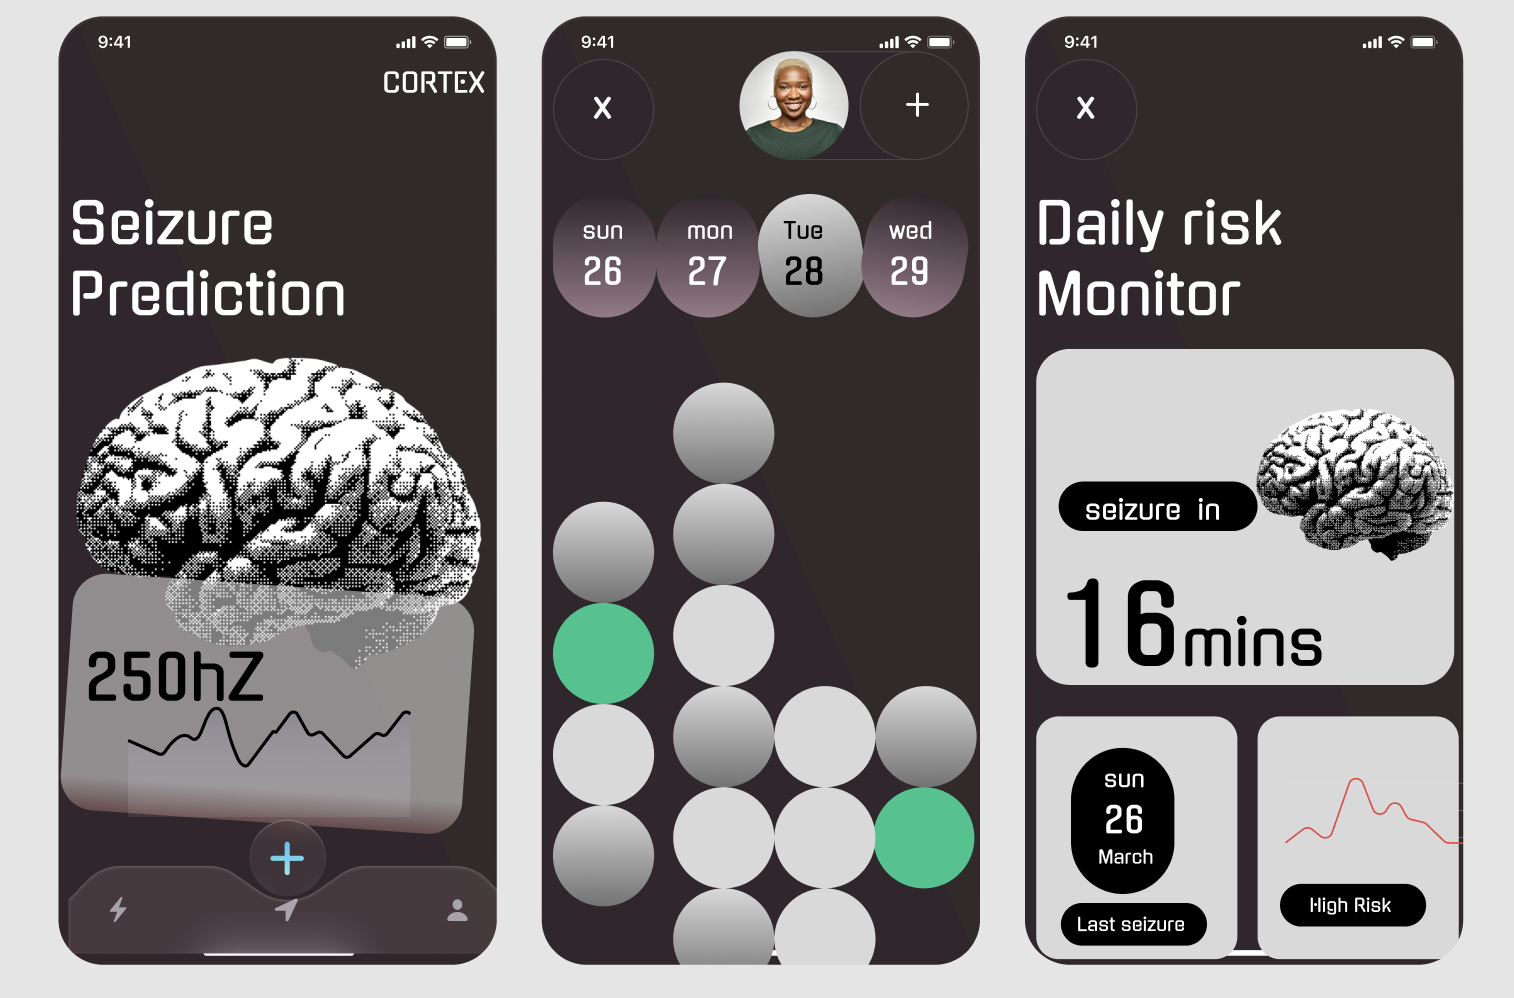 9:41
CORTEX
Seizure
Prediction
250hZ
9:41
X
sun
26
mon
27
Tue
28
wed
29
9:41
X
Daily risk
Monitor
seizure in
16mins
sun
26
March
Last seizure
High Risk